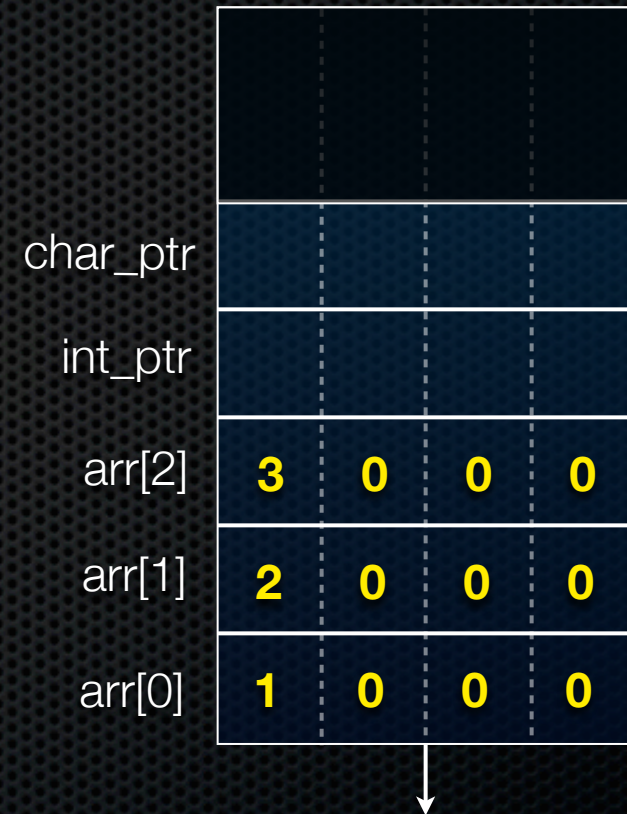 char_ptr
int_ptr
arr[2] 3 0 0 0
arr[1] 2 0 0 0
arr[0] 1 0 0 0